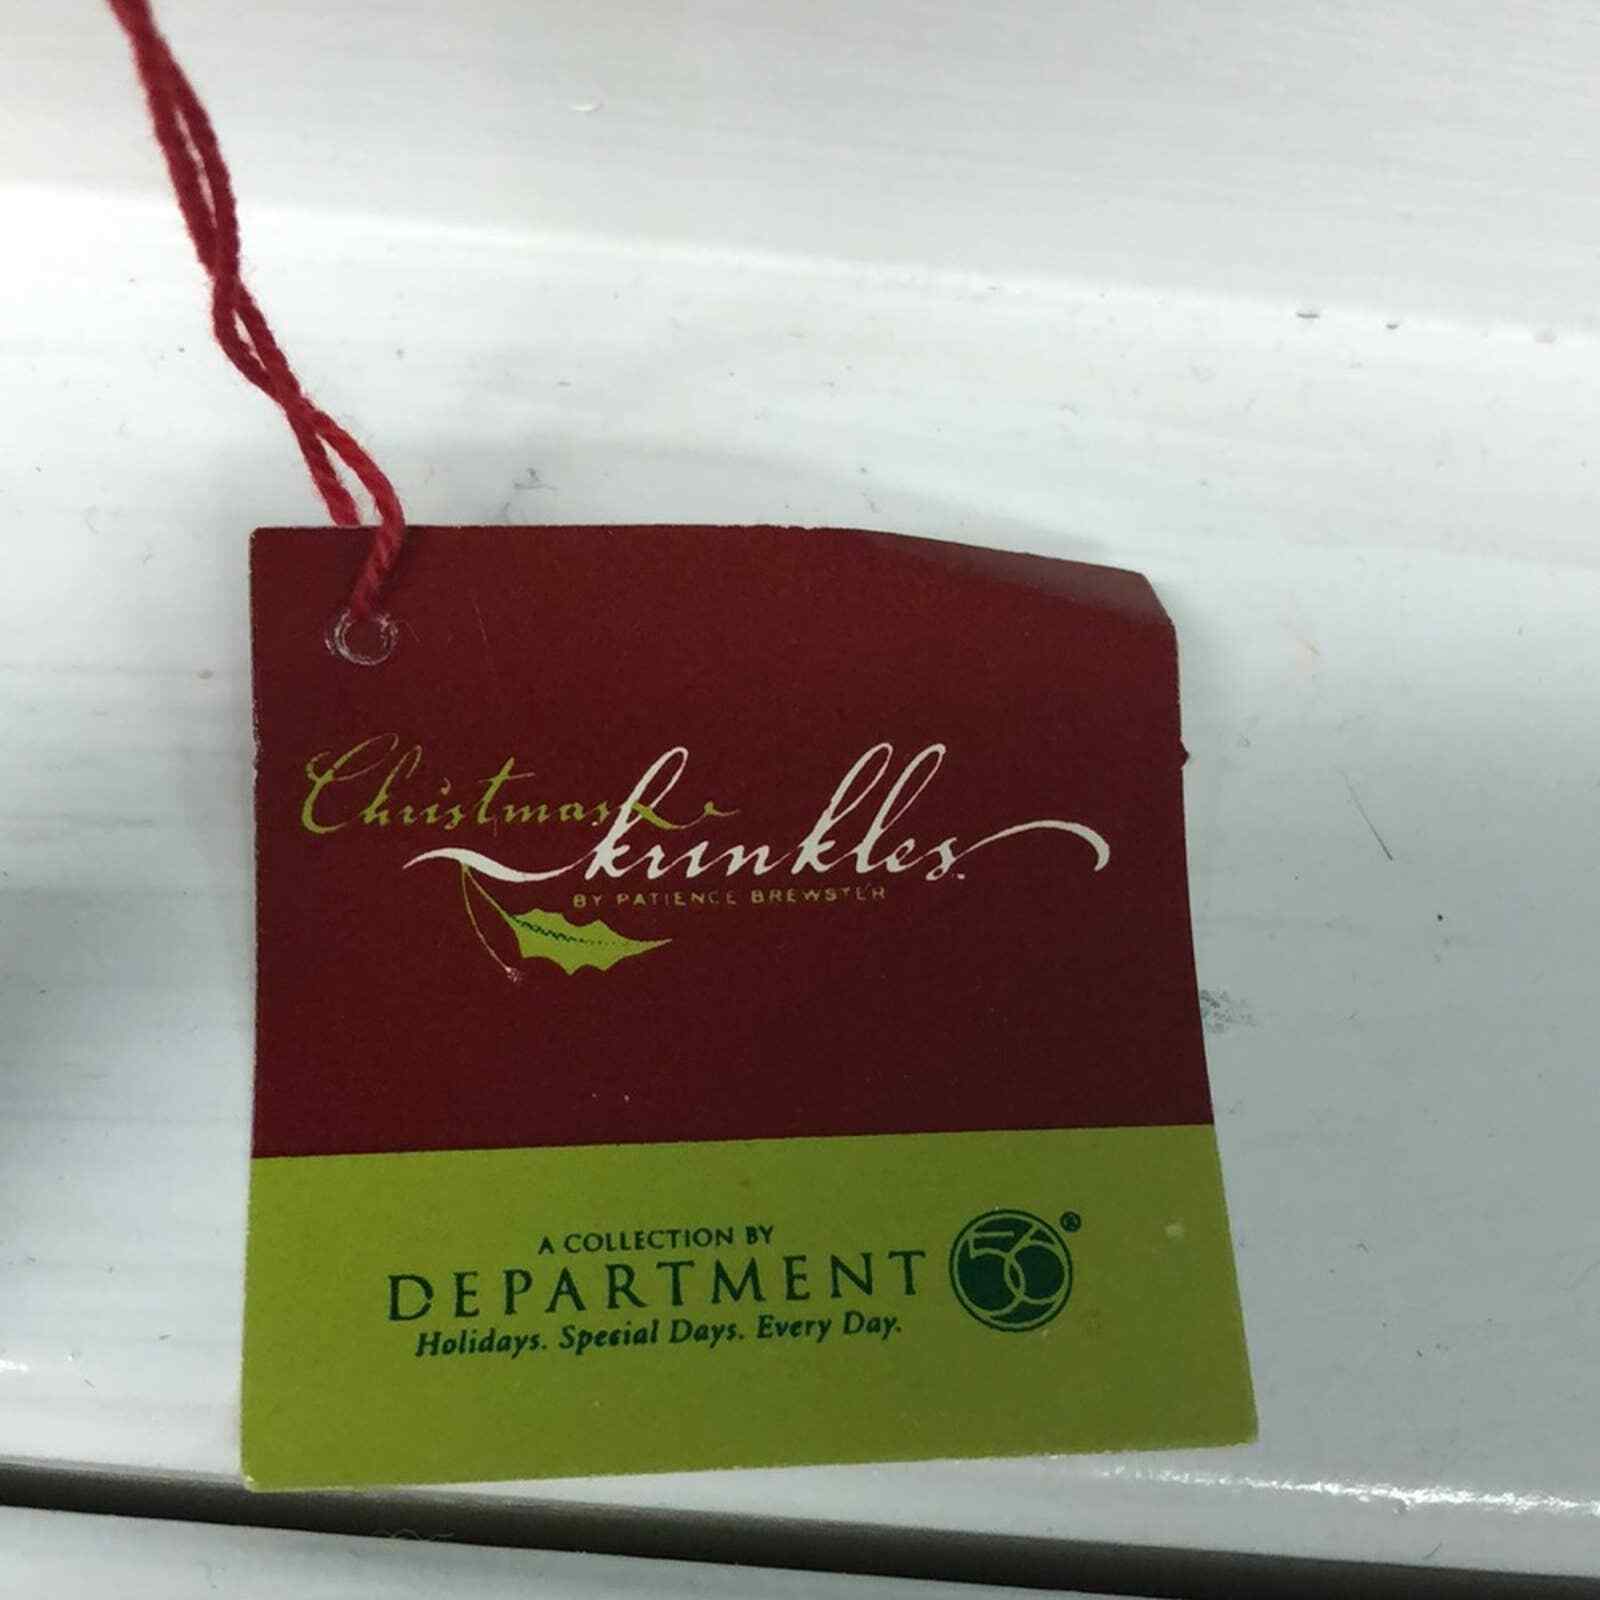 Christmas
krinkles.
BY PATIENCE BREWSTER
A COLLECTION BY
DEPARTMENT 56®
Holidays. Special Days. Every Day.